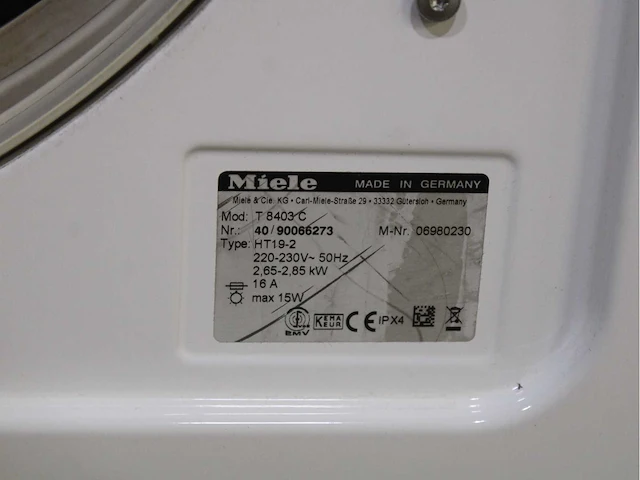 Miele MADE IN GERMANY
Miele & Cie. KG • Carl-Miele-Straße 29 • 33332 Gütersloh • Germany
Mod: T 8403 C
Nr.: 40 / 90066273 M-Nr. 06980230
Type: HT19-2
220-230V~ 50Hz
2,65-2,85 kW
16 A
max 15W
EMV KEMA KEUR CE IPX4